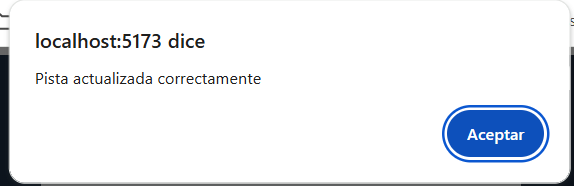 localhost:5173 dice
Pista actualizada correctamente
Aceptar